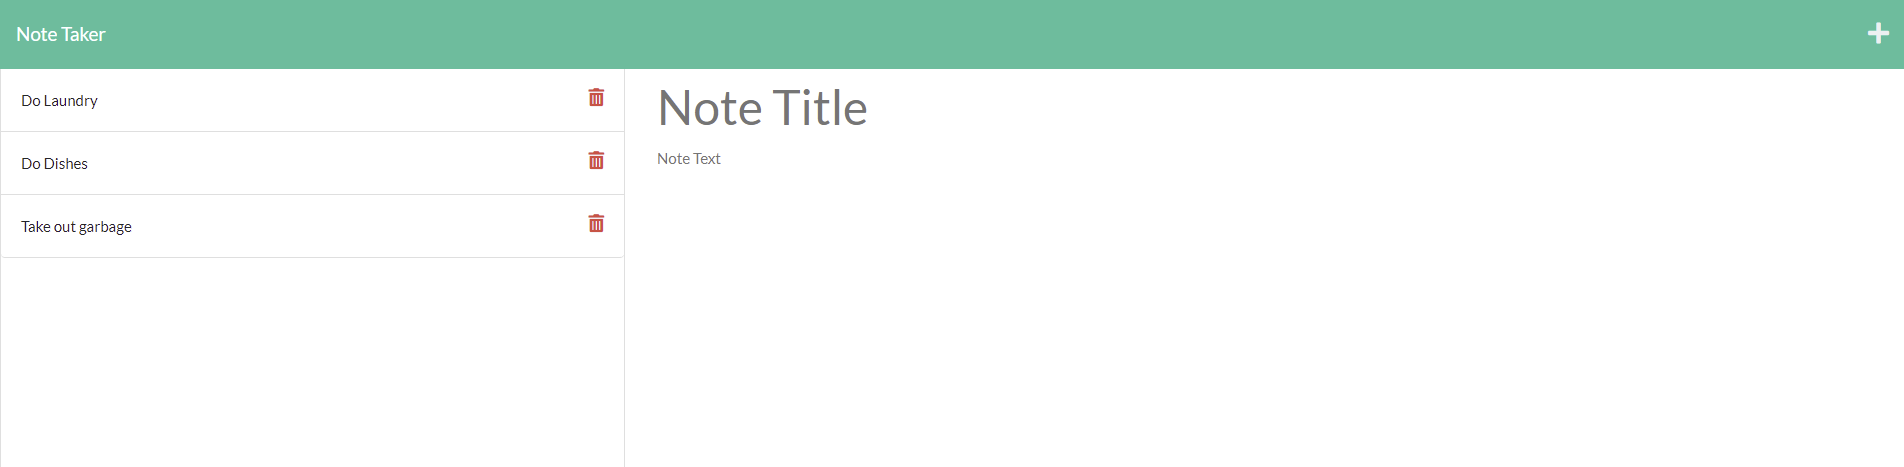 Note Taker
Do Laundry
Do Dishes
Take out garbage
Note Title
Note Text